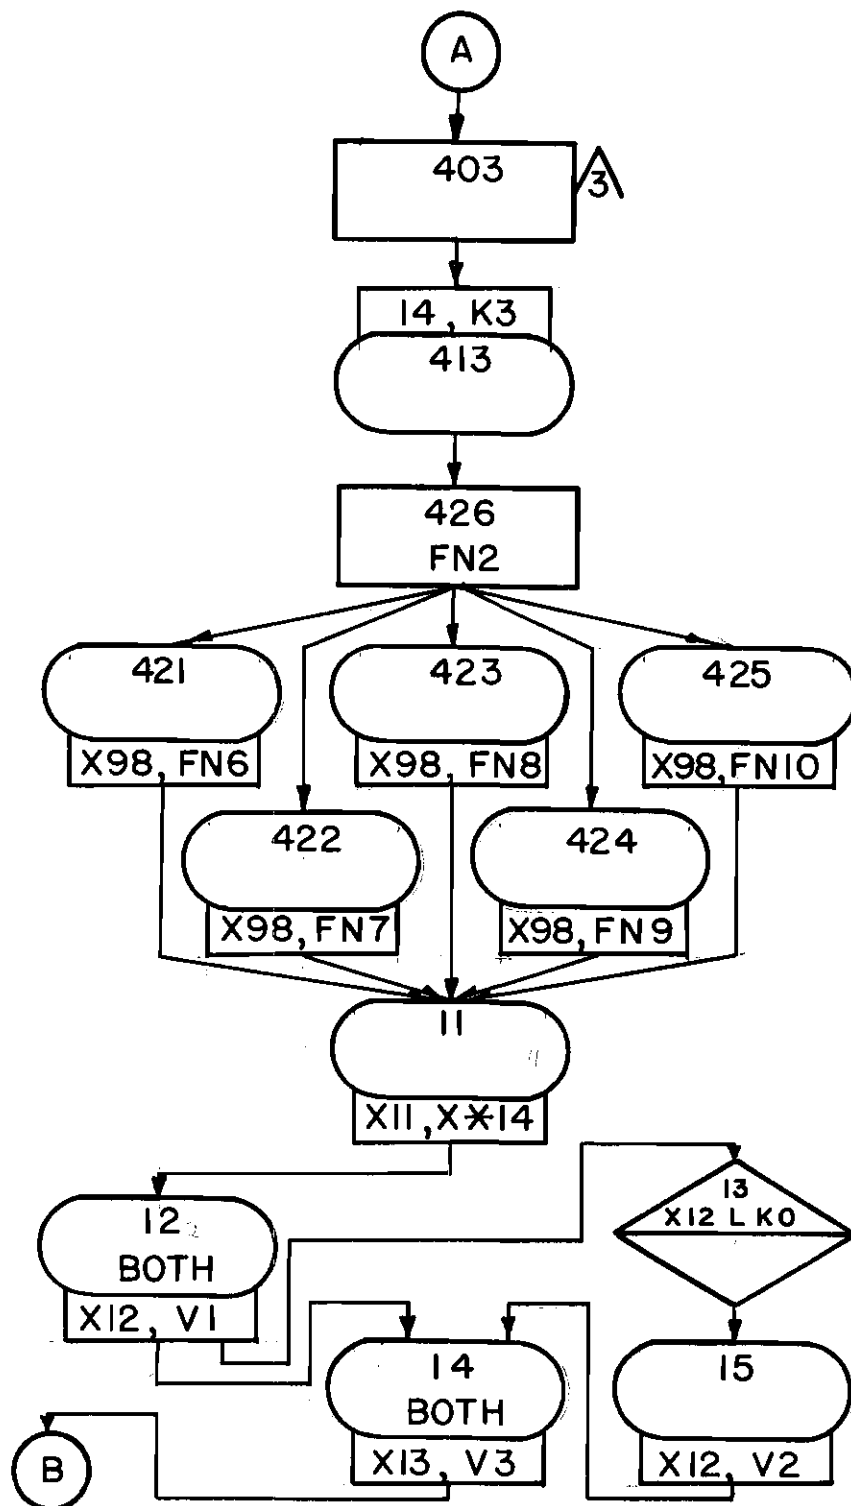 A
403
3
14, K3
413
426
FN2
421
X98, FN6
423
X98, FN8
425
X98, FN10
422
X98, FN7
424
X98, FN9
11
X11, X*14
12
BOTH
X12, V1
13
X12 L K0
14
BOTH
X13, V3
15
X12, V2
B